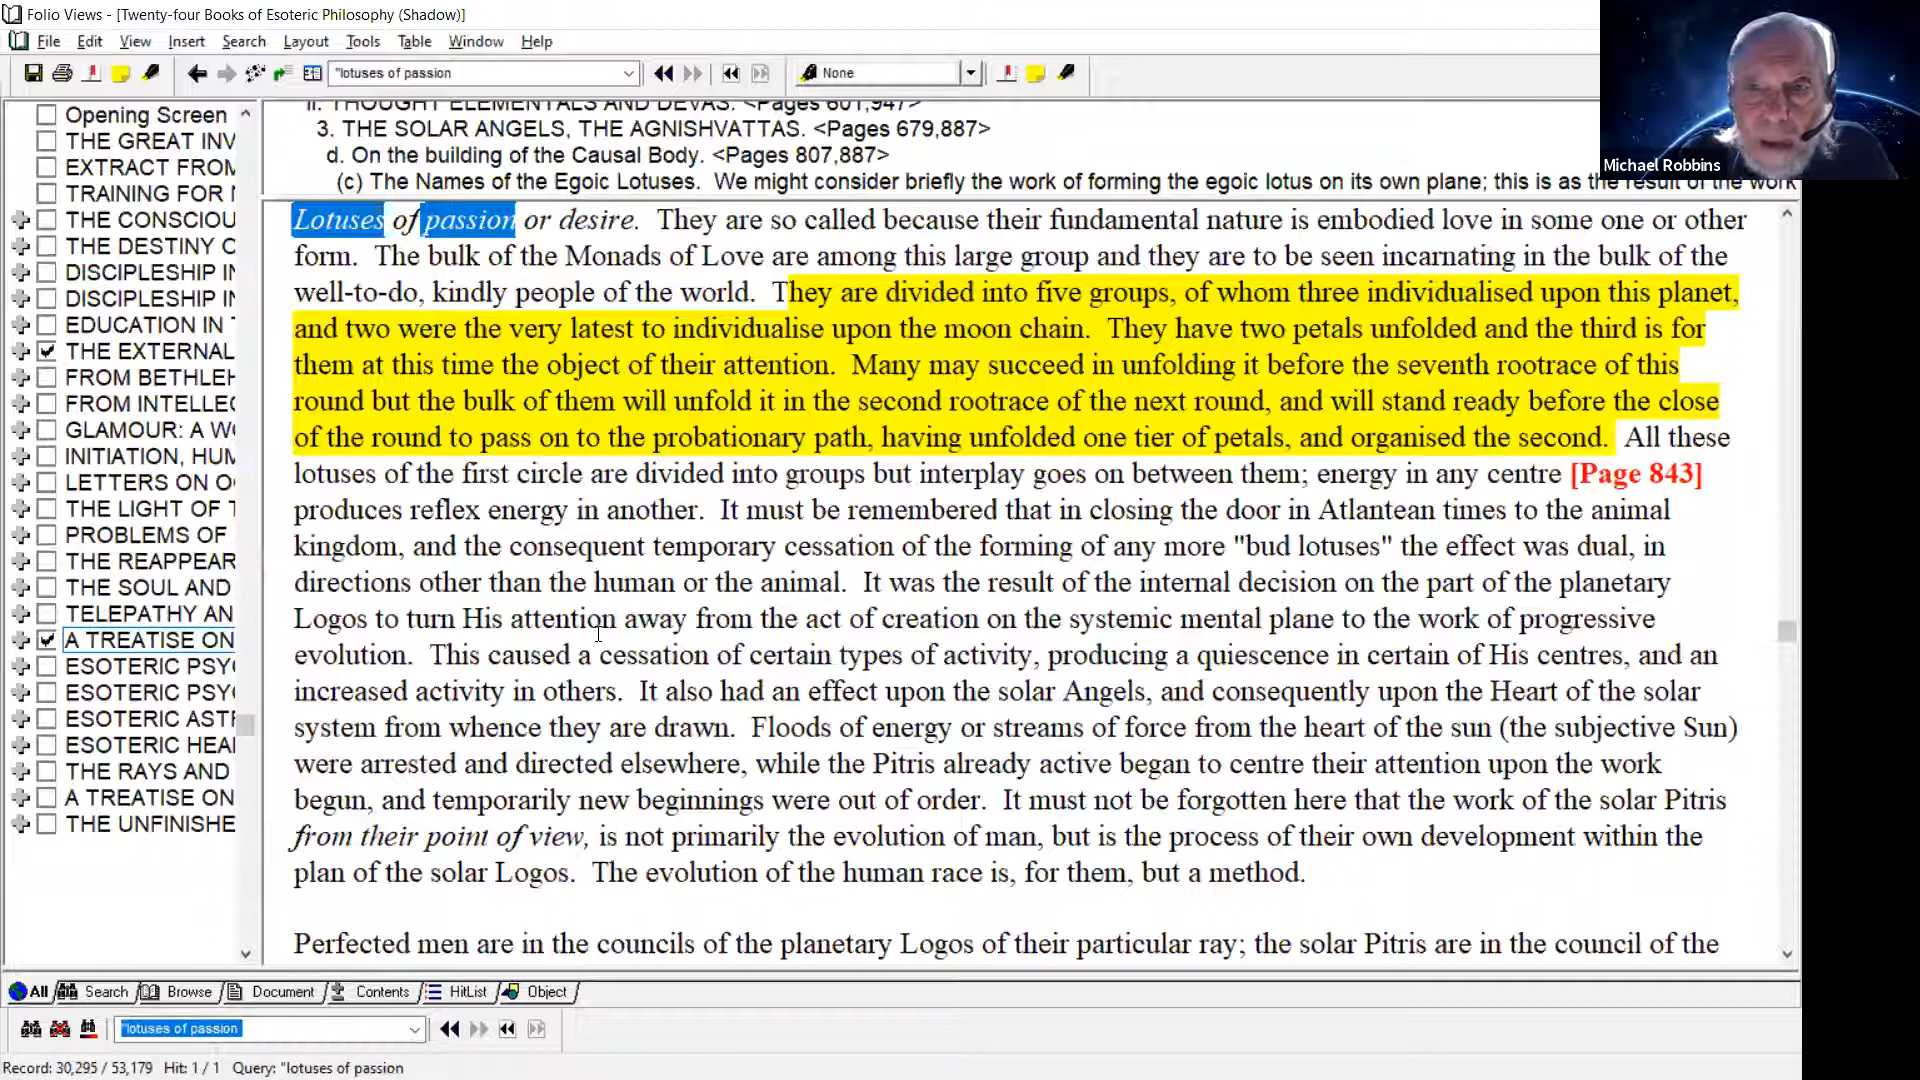 Folio Views - [Twenty-four Books of Esoteric Philosophy (Shadow)]
File Edit View Insert Search Layout Tools Table Window Help
"lotuses of passion
None
Michael Robbins
Opening Screen
THE GREAT INV
EXTRACT FROM
TRAINING FOR
THE CONSCIOU
THE DESTINY O
DISCIPLESHIP IN
DISCIPLESHIP IN
EDUCATION IN
THE EXTERNAL
FROM BETHLEH
FROM INTELLEC
GLAMOUR: A WO
INITIATION, HUM
LETTERS ON O
THE LIGHT OF T
PROBLEMS OF
THE REAPPEAR
THE SOUL AND
TELEPATHY AN
A TREATISE ON
ESOTERIC PSY
ESOTERIC PSY
ESOTERIC ASTR
ESOTERIC HEA
THE RAYS AND
A TREATISE ON
THE UNFINISHE
II. THOUGHT ELEMENTALS AND DEVAS. <Pages 601,947>
3. THE SOLAR ANGELS, THE AGNISHVATTAS. <Pages 679,887>
d. On the building of the Causal Body. <Pages 807,887>
(c) The Names of the Egoic Lotuses. We might consider briefly the work of forming the egoic lotus on its own plane; this is as the result of the work
Lotuses of passion or desire. They are so called because their fundamental nature is embodied love in some one or other
form. The bulk of the Monads of Love are among this large group and they are to be seen incarnating in the bulk of the
well-to-do, kindly people of the world. They are divided into five groups, of whom three individualised upon this planet,
and two were the very latest to individualise upon the moon chain. They have two petals unfolded and the third is for
them at this time the object of their attention. Many may succeed in unfolding it before the seventh rootrace of this
round but the bulk of them will unfold it in the second rootrace of the next round, and will stand ready before the close
of the round to pass on to the probationary path, having unfolded one tier of petals, and organised the second. All these
lotuses of the first circle are divided into groups but interplay goes on between them; energy in any centre [Page 843]
produces reflex energy in another. It must be remembered that in closing the door in Atlantean times to the animal
kingdom, and the consequent temporary cessation of the forming of any more "bud lotuses" the effect was dual, in
directions other than the human or the animal. It was the result of the internal decision on the part of the planetary
Logos to turn His attention away from the act of creation on the systemic mental plane to the work of progressive
evolution. This caused a cessation of certain types of activity, producing a quiescence in certain of His centres, and an
increased activity in others. It also had an effect upon the solar Angels, and consequently upon the Heart of the solar
system from whence they are drawn. Floods of energy or streams of force from the heart of the sun (the subjective Sun)
were arrested and directed elsewhere, while the Pitris already active began to centre their attention upon the work
begun, and temporarily new beginnings were out of order. It must not be forgotten here that the work of the solar Pitris
from their point of view, is not primarily the evolution of man, but is the process of their own development within the
plan of the solar Logos. The evolution of the human race is, for them, but a method.
Perfected men are in the councils of the planetary Logos of their particular ray; the solar Pitris are in the council of the
All Search Browse Document Contents HitList Object
"lotuses of passion
Record: 30,295 / 53,179 Hit: 1 / 1 Query: "lotuses of passion